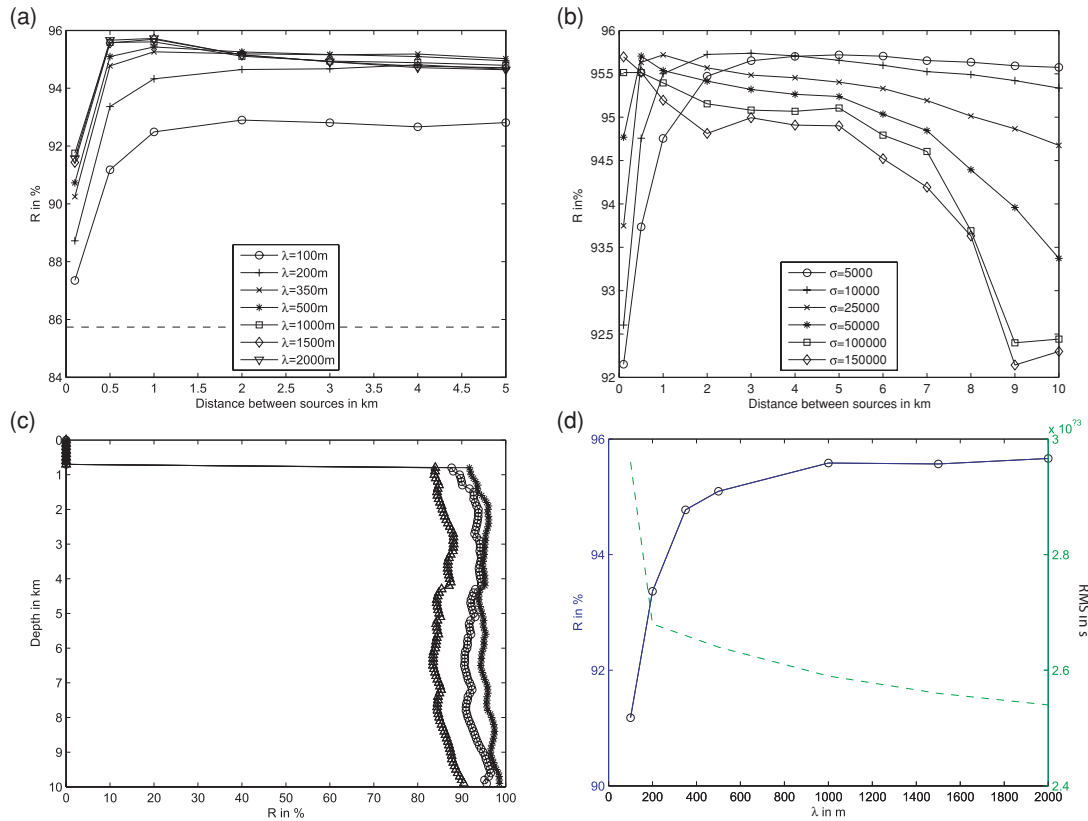 (a)
96
94
92
90
88
86
84
R in %
0 0.5 1.0 1.5 2.0 2.5 3.0 3.5 4.0 4.5 5
Distance between sources in km
λ=100m
λ=200m
λ=350m
λ=500m
λ=1000m
λ=1500m
λ=2000m
(b)
96
955
95
945
94
935
93
925
92
R in%
0 1 2 3 4 5 6 7 8 9 10
Distance between sources in km
σ=5000
σ=10000
σ=25000
σ=50000
σ=100000
σ=150000
(c)
0
1
2
3
4
5
6
7
8
9
10
Depth in km
0 10 20 30 40 50 60 70 80 90 100
R in %
(d)
96
94
92
90
R in %
x 10⁷³
3
2.8
2.6
2.4
RMS in s
0 200 400 600 800 1000 1200 1400 1600 1800 2000
λ in m